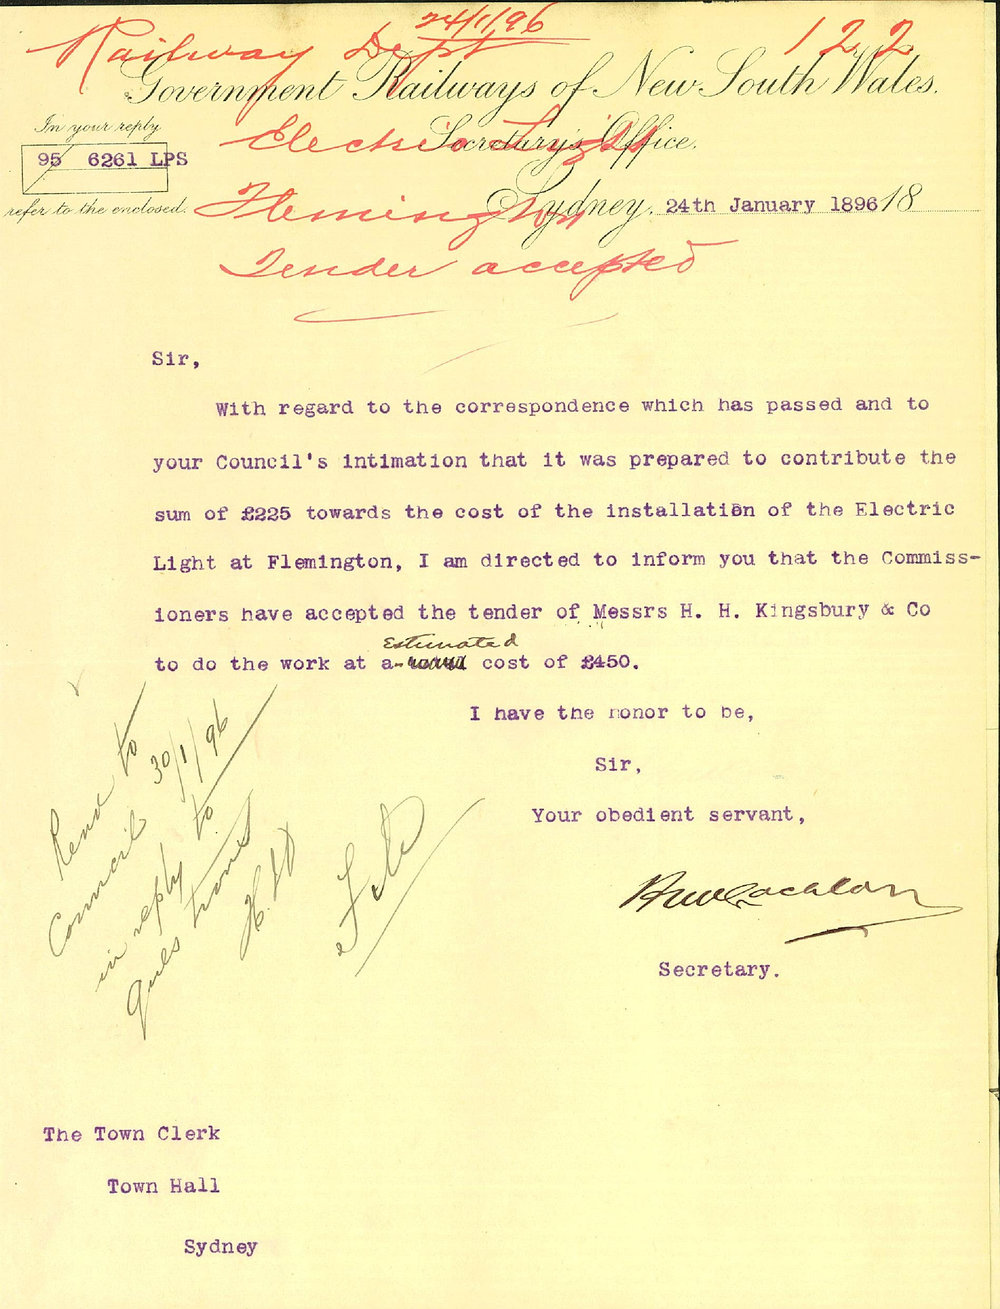 24/1/96
Railway Dept 122
Government Railways of New South Wales.
Electric Light
Secretary's Office.
In your reply
95 6261 LPS
refer to the enclosed.
Flemington
Sydney, 24th January 1896 18
Tender accepted
Sir,
With regard to the correspondence which has passed and to
your Council's intimation that it was prepared to contribute the
sum of £225 towards the cost of the installation of the Electric
Light at Flemington, I am directed to inform you that the Commiss-
ioners have accepted the tender of Messrs H. H. Kingsbury & Co
Estimated
to do the work at a cost of £450.
I have the honor to be,
Sir,
Your obedient servant,
Secretary.
Read to
Council 30/1/96
in reply to
questions
The Town Clerk
Town Hall
Sydney